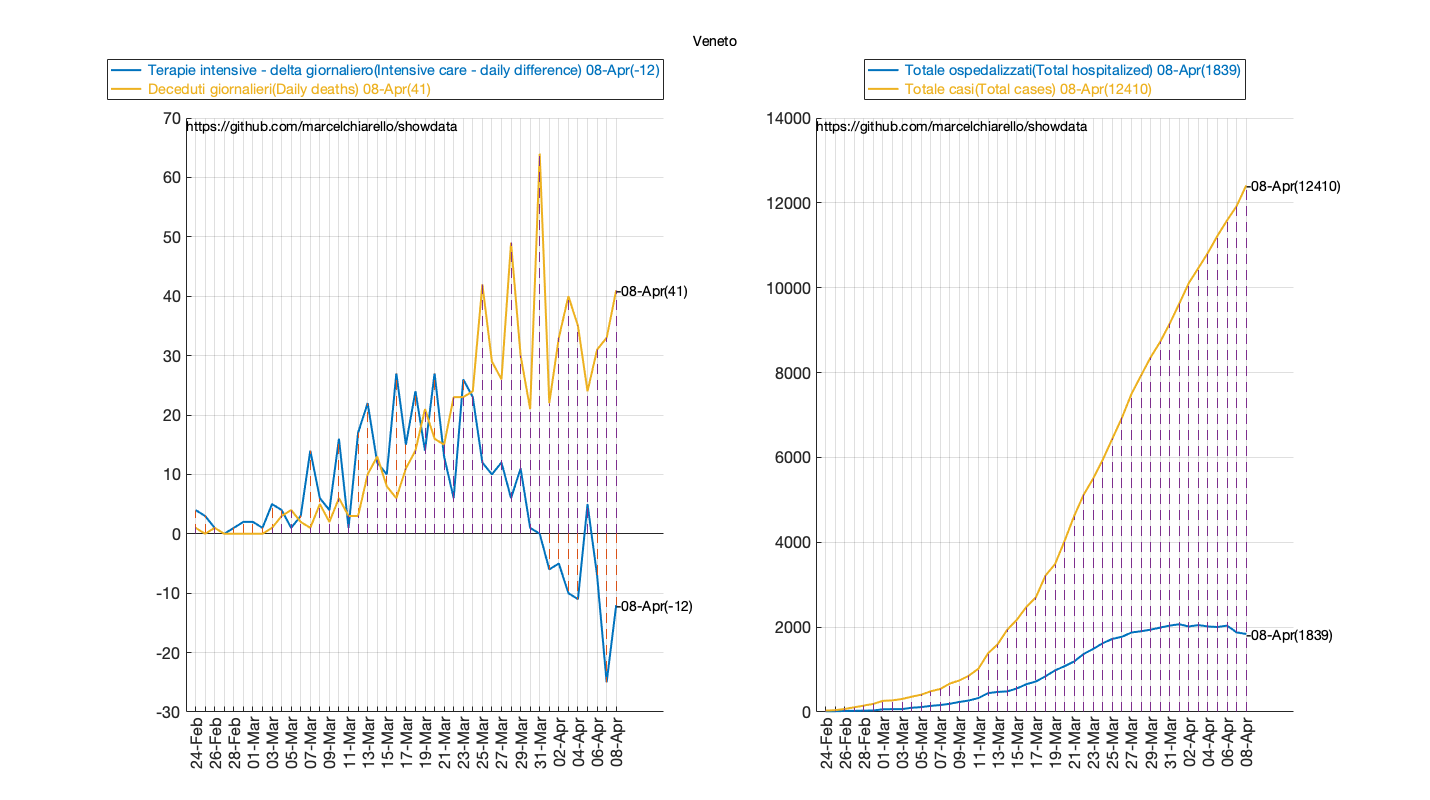 Veneto
Terapie intensive - delta giornaliero(Intensive care - daily difference) 08-Apr(-12)
Deceduti giornalieri(Daily deaths) 08-Apr(41)
https://github.com/marcelchiarello/showdata
70
60
50
40
30
20
10
0
-10
-20
-30
-08-Apr(41)
-08-Apr(-12)
24-Feb
26-Feb
28-Feb
01-Mar
03-Mar
05-Mar
07-Mar
09-Mar
11-Mar
13-Mar
15-Mar
17-Mar
19-Mar
21-Mar
23-Mar
25-Mar
27-Mar
29-Mar
31-Mar
02-Apr
04-Apr
06-Apr
08-Apr
Totale ospedalizzati(Total hospitalized) 08-Apr(1839)
Totale casi(Total cases) 08-Apr(12410)
https://github.com/marcelchiarello/showdata
14000
12000
10000
8000
6000
4000
2000
0
-08-Apr(12410)
-08-Apr(1839)
24-Feb
26-Feb
28-Feb
01-Mar
03-Mar
05-Mar
07-Mar
09-Mar
11-Mar
13-Mar
15-Mar
17-Mar
19-Mar
21-Mar
23-Mar
25-Mar
27-Mar
29-Mar
31-Mar
02-Apr
04-Apr
06-Apr
08-Apr